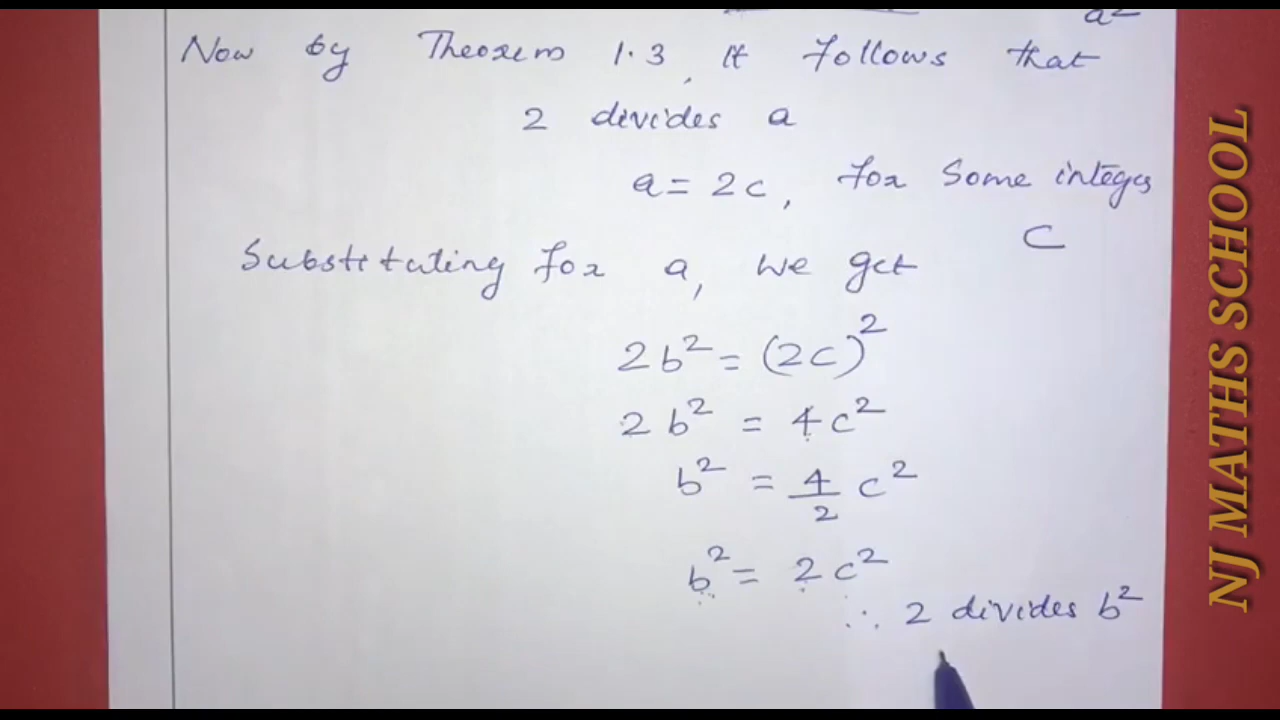 a²
Now by Theorem 1.3, It follows that
2 divides a
a = 2c, for some integer
C
Substituting for a, we get
2b² = (2c)²
2b² = 4c²
b² = 4/2 c²
b² = 2c²
∴ 2 divides b²
NJ MATHS SCHOOL